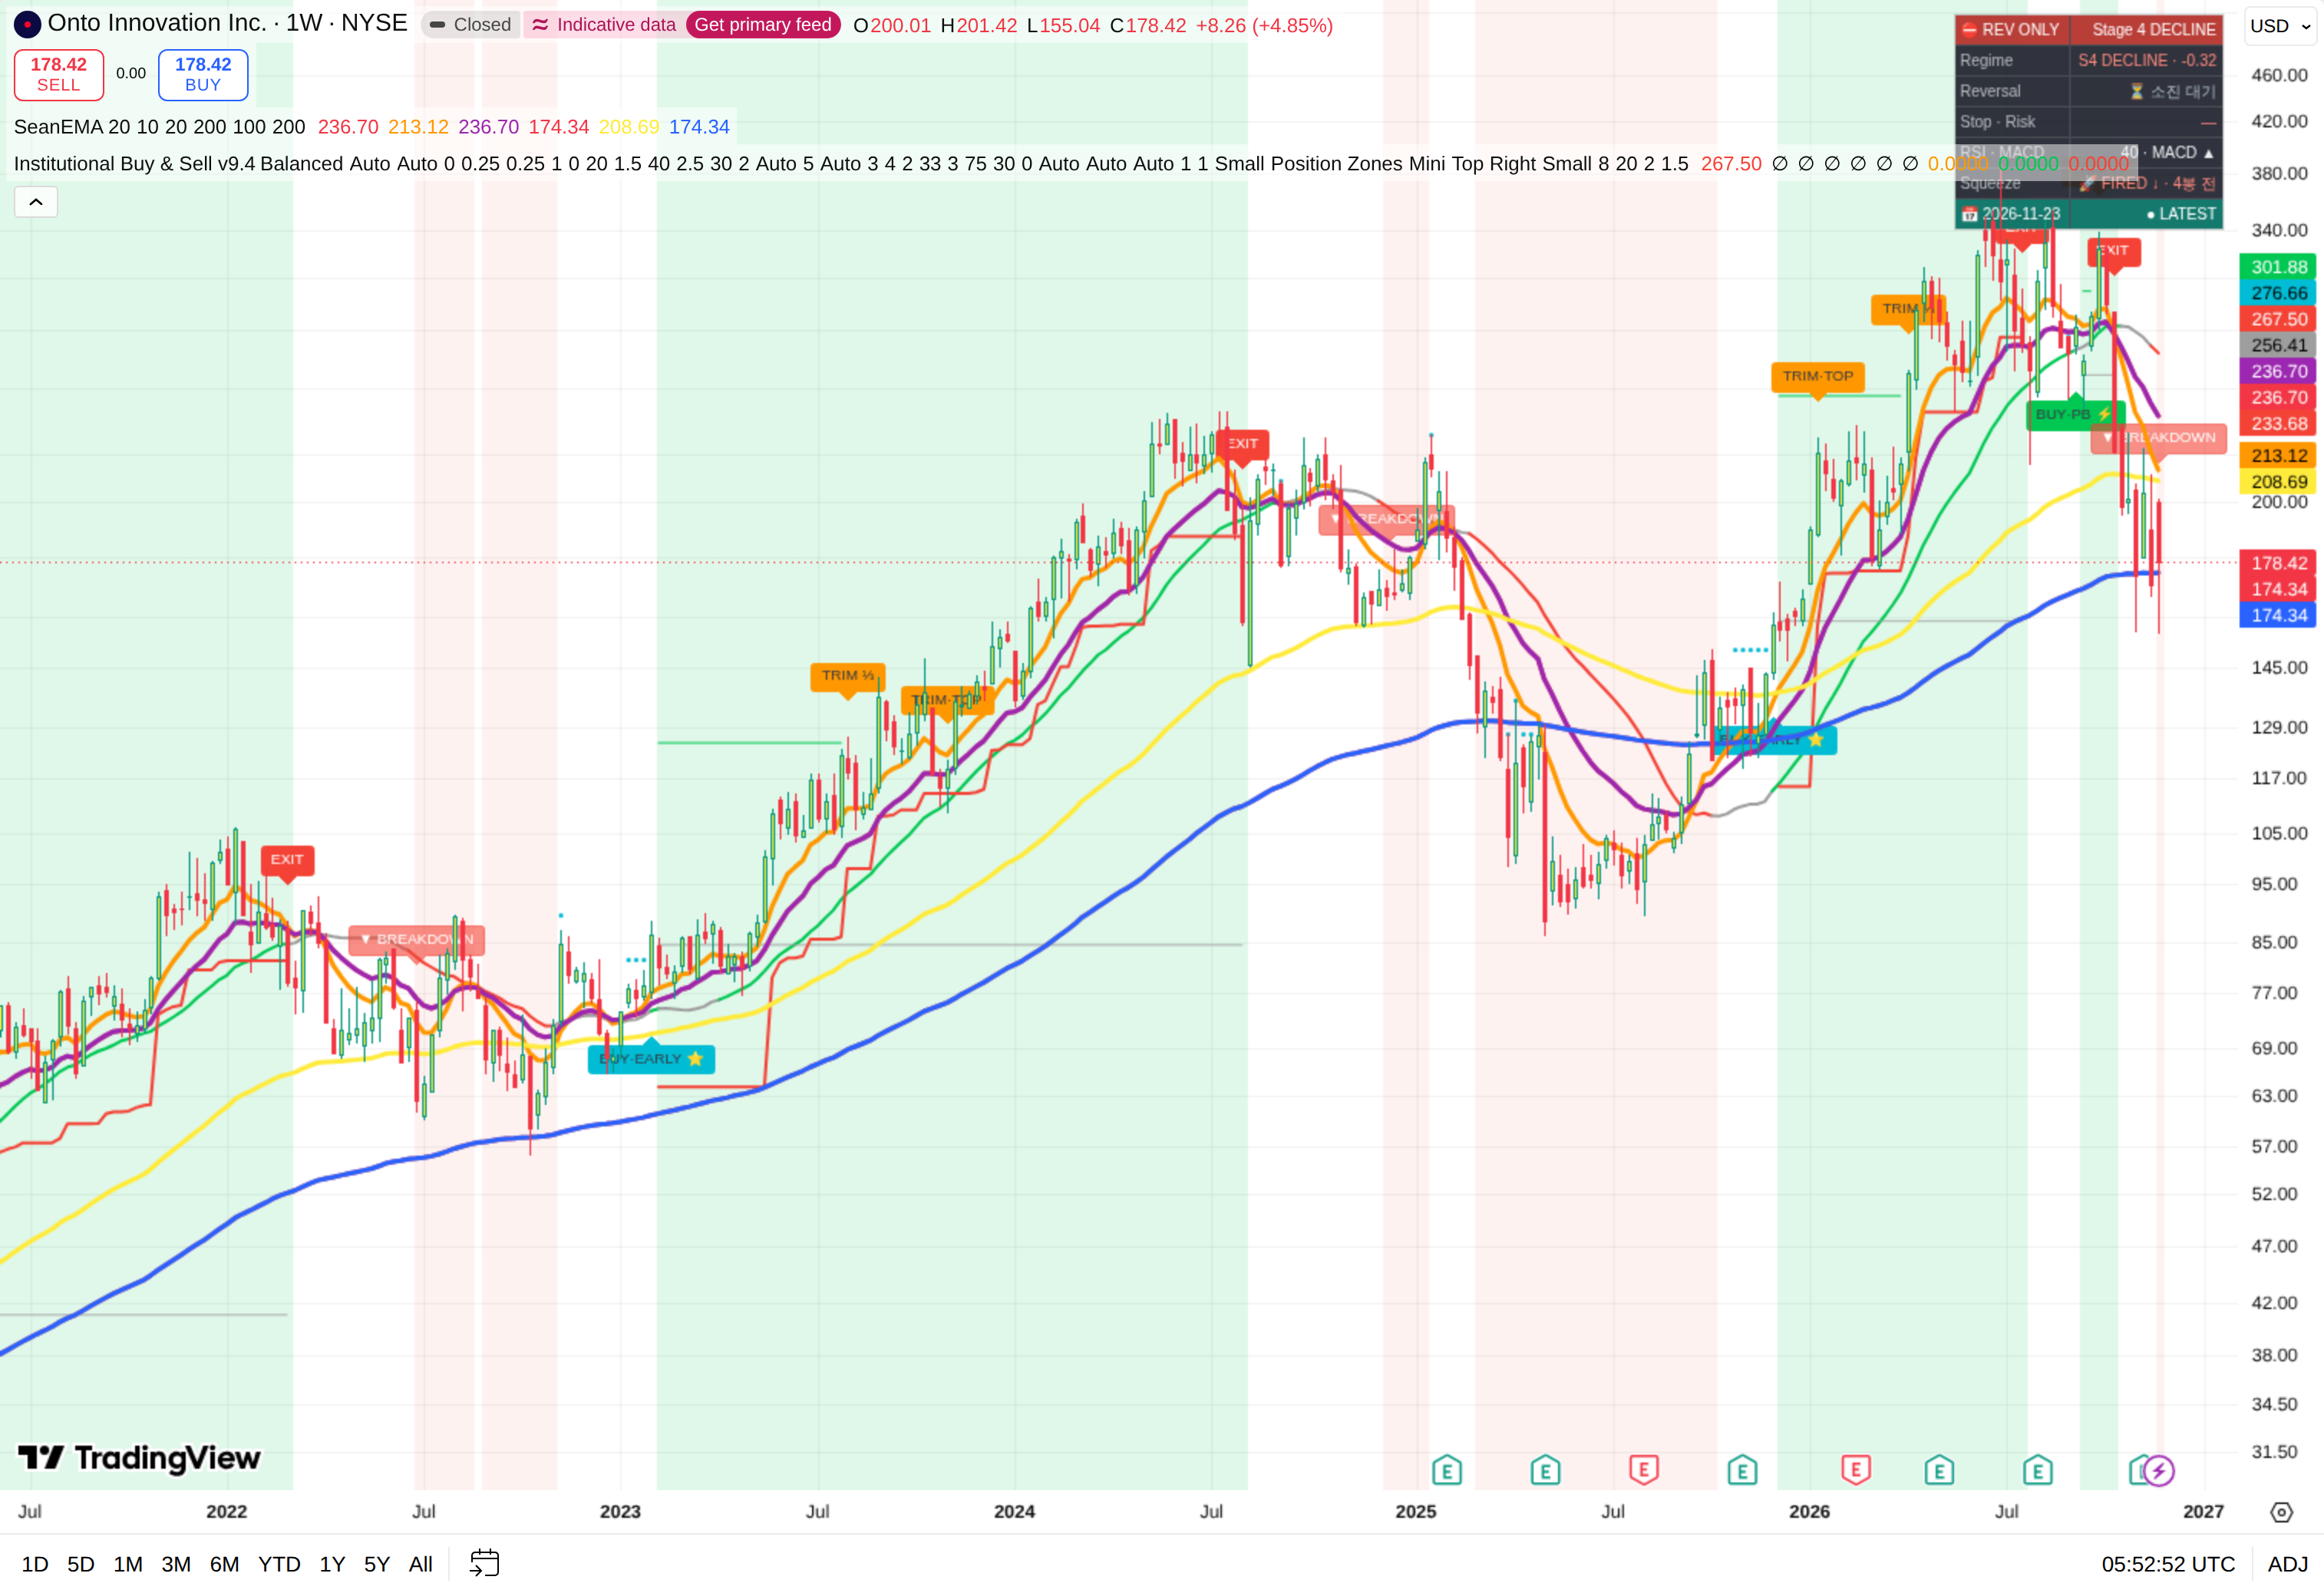 Onto Innovation Inc. · 1W · NYSE Closed Indicative data Get primary feed O200.01 H201.42 L155.04 C178.42 +8.26 (+4.85%)
178.42 SELL 0.00 178.42 BUY
SeanEMA 20 10 20 200 100 200 236.70 213.12 236.70 174.34 208.69 174.34
Institutional Buy & Sell v9.4 Balanced Auto Auto 0 0.25 0.25 1 0 20 1.5 40 2.5 30 2 Auto 5 Auto 3 4 2 33 3 75 30 0 Auto Auto Auto 1 1 Small Position Zones Mini Top Right Small 8 20 2 1.5 267.50 ∅ ∅ ∅ ∅ ∅ ∅ 0.0000 0.0000 0.0000
⛔ REV ONLY Stage 4 DECLINE
Regime S4 DECLINE · -0.32
Reversal ⏳ 소진 대기
Stop · Risk —
RSI · MACD 40 · MACD ▲
Squeeze 🚀 FIRED ↓ · 4봉 전
📅 2026-11-23 ● LATEST
USD
460.00
420.00
380.00
340.00
301.88
276.66
267.50
256.41
236.70
236.70
233.68
213.12
208.69
200.00
178.42
174.34
174.34
145.00
129.00
117.00
105.00
95.00
85.00
77.00
69.00
63.00
57.00
52.00
47.00
42.00
38.00
34.50
31.50
EXIT
EXIT
TRIM
TRIM-TOP
BUY-PB ⚡
▼ BREAKDOWN
EXIT
▼ BREAKDOWN
TRIM ⅓
TRIM-TOP
BUY-EARLY ⭐
EXIT
▼ BREAKDOWN
BUY-EARLY ⭐
TradingView
E E E E E E E
Jul 2022 Jul 2023 Jul 2024 Jul 2025 Jul 2026 Jul 2027
1D 5D 1M 3M 6M YTD 1Y 5Y All 05:52:52 UTC ADJ